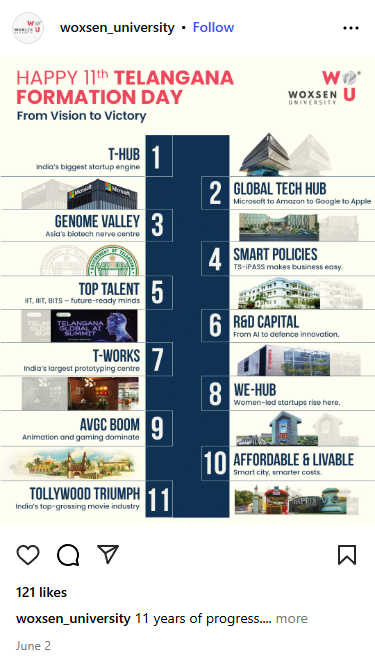 woxsen_university • Follow
HAPPY 11th TELANGANA
FORMATION DAY
From Vision to Victory
WOXSEN
UNIVERSITY
W
U
T-HUB
India's biggest startup engine
1
2
GLOBAL TECH HUB
Microsoft to Amazon to Google to Apple
Microsoft
Microsoft
GENOME VALLEY
Asia's biotech nerve centre
3
4
SMART POLICIES
TS-iPASS makes business easy.
TOP TALENT
IIT, IIIT, BITS – future-ready minds
5
6
R&D CAPITAL
From AI to defence innovation.
TELANGANA
GLOBAL AI
SUMMIT
T-WORKS
India's largest prototyping centre
7
8
WE-HUB
Women-led startups rise here.
AVGC BOOM
Animation and gaming dominate
9
10
AFFORDABLE & LIVABLE
Smart city, smarter costs.
TOLLYWOOD TRIUMPH
India's top-grossing movie industry
11
121 likes
woxsen_university 11 years of progress.... more
June 2